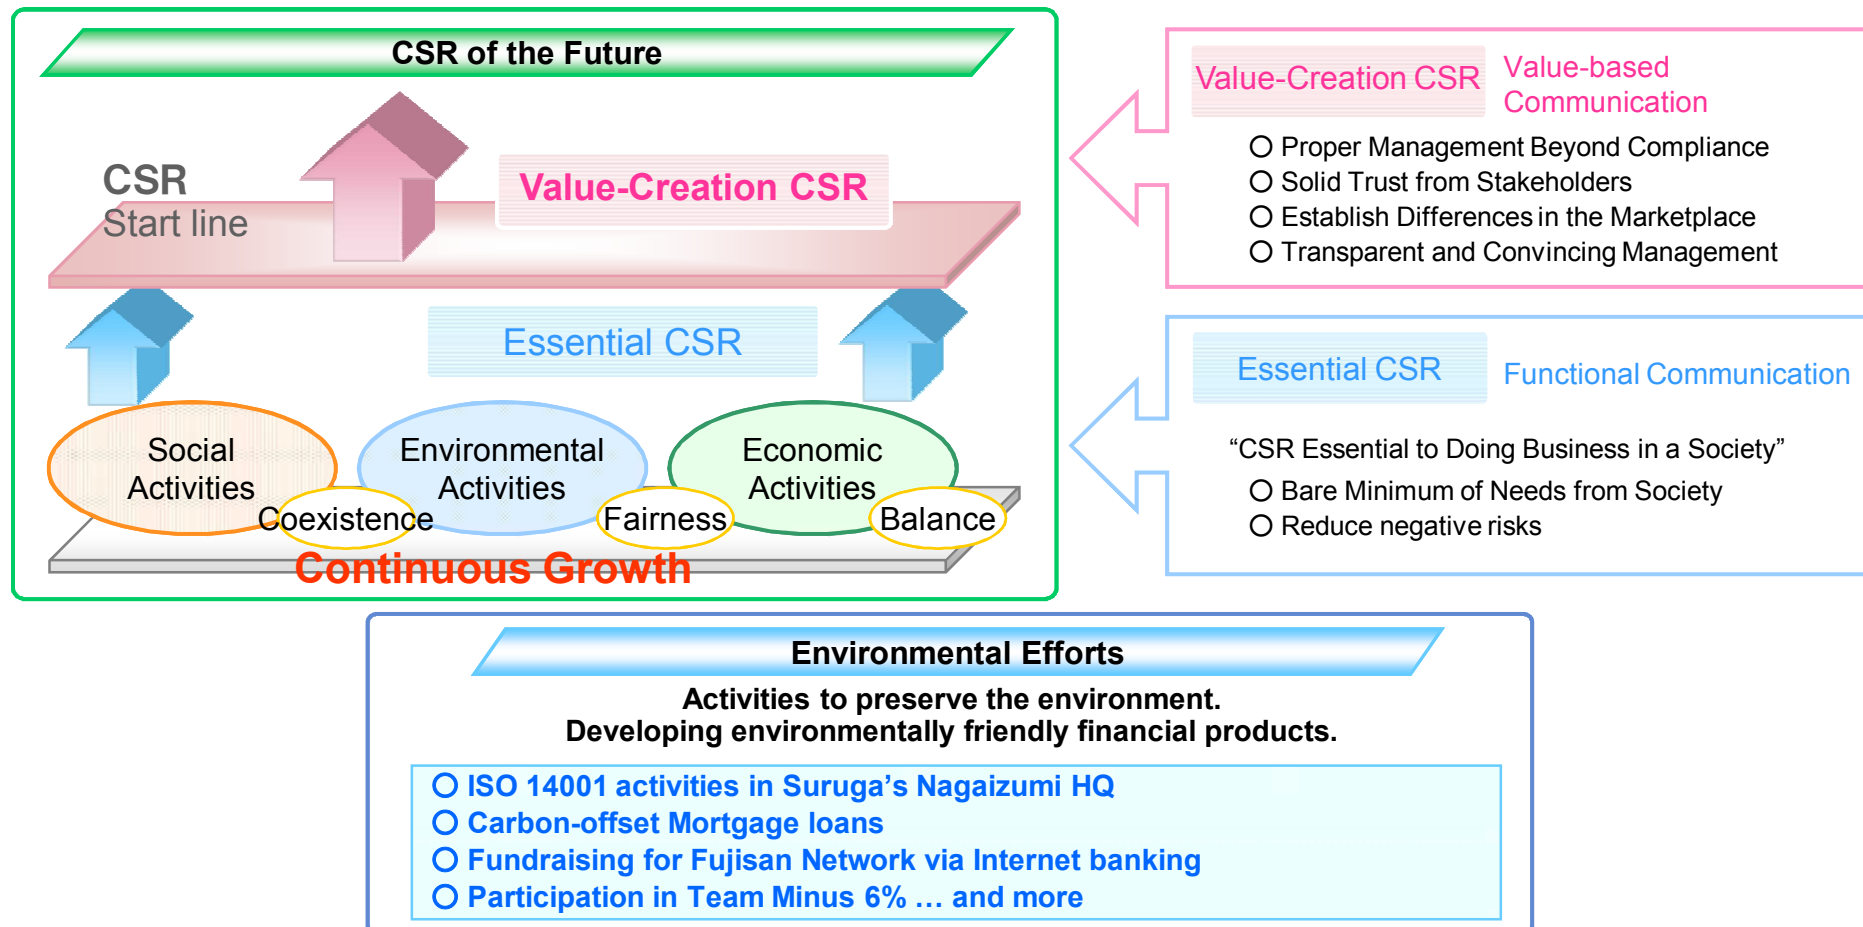 CSR of the Future
CSR
Start line
Value-Creation CSR
Essential CSR
Social
Activities
Environmental
Activities
Economic
Activities
Coexistence
Fairness
Balance
Continuous Growth
Value-Creation CSR
Value-based
Communication
○ Proper Management Beyond Compliance
○ Solid Trust from Stakeholders
○ Establish Differences in the Marketplace
○ Transparent and Convincing Management
Essential CSR
Functional Communication
“CSR Essential to Doing Business in a Society”
○ Bare Minimum of Needs from Society
○ Reduce negative risks
Environmental Efforts
Activities to preserve the environment.
Developing environmentally friendly financial products.
○ ISO 14001 activities in Suruga’s Nagaizumi HQ
○ Carbon-offset Mortgage loans
○ Fundraising for Fujisan Network via Internet banking
○ Participation in Team Minus 6% … and more